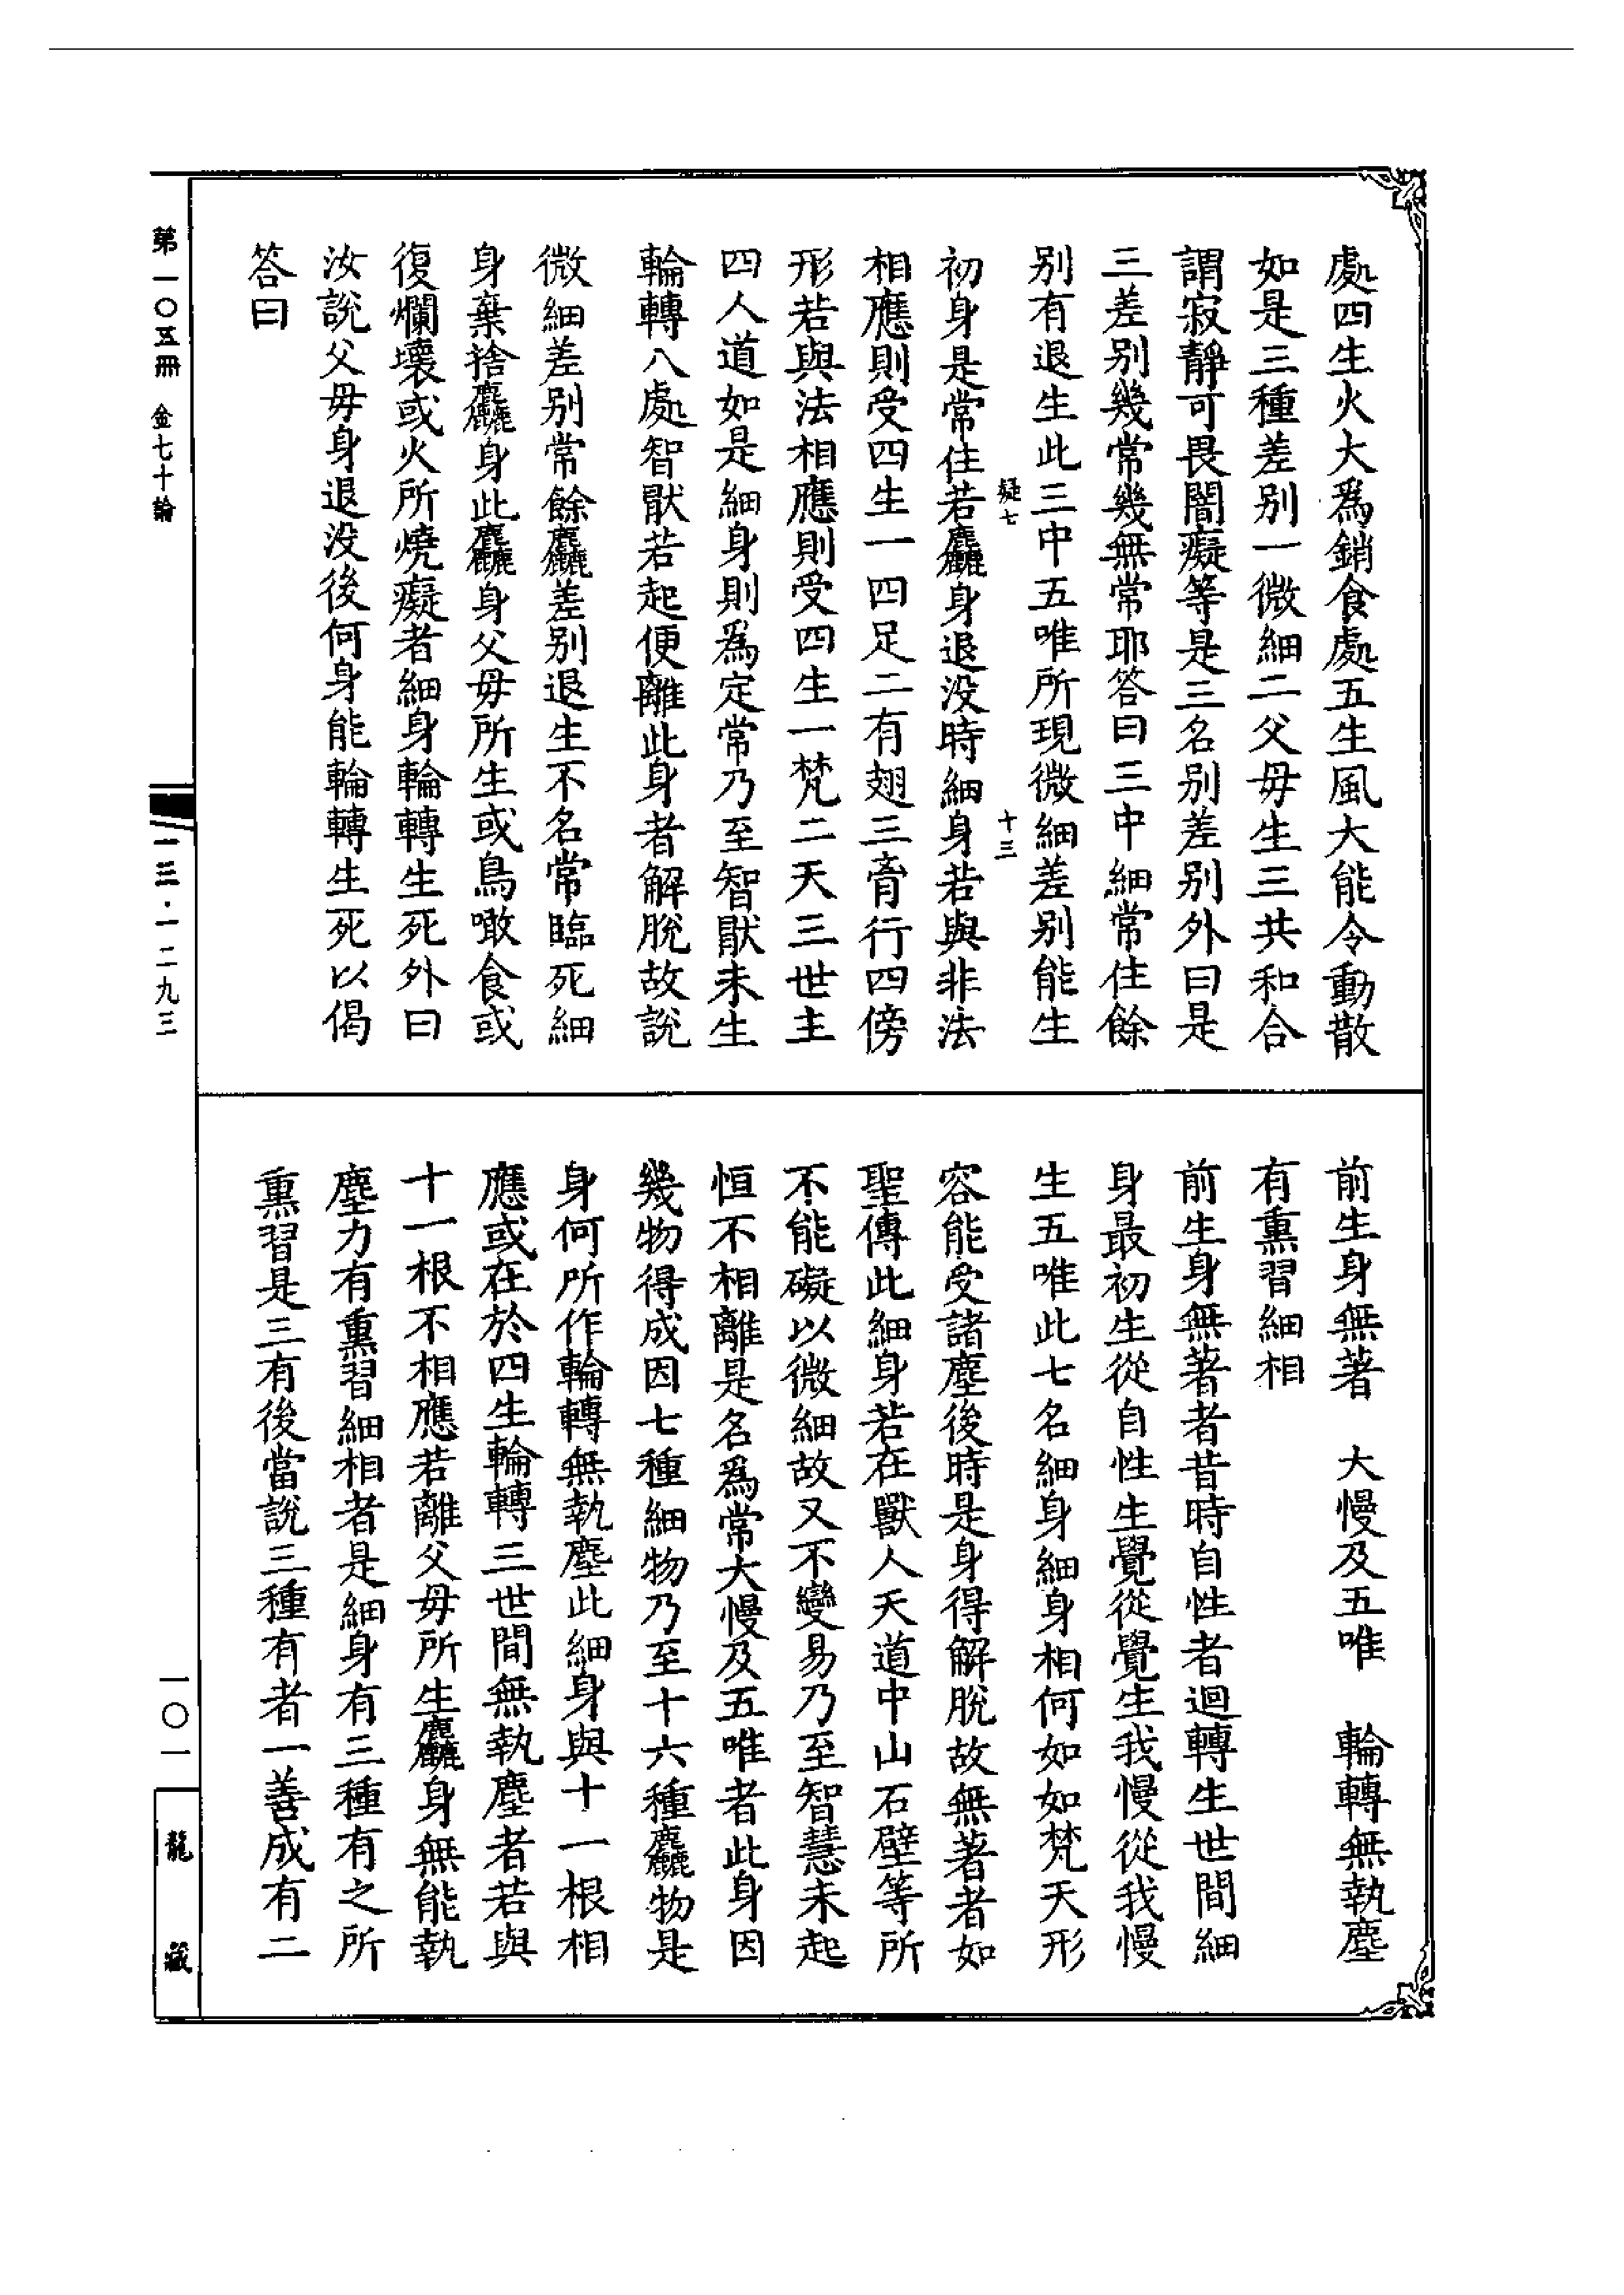 處四生火大為銷食處五生風大能令動散
如是三種差別一微細二父毋生三共和合
謂寂靜可畏闇癡等是三名別差別外曰是
三差別幾常幾無常耶答曰三中細常住餘
別有退生此三中五唯所現微細差別能生
疑七
十三
初身是常住若麤身退没時細身若與非法
相應則受四生一四足二有翅三𮌎行四傍
形若與法相應則受四生一梵二天三世主
四人道如是細身則為定常乃至智猒未生
輪轉八處智猒若起便離此身者解脫故說
微細差別常餘麤差別退生不名常臨死細
身棄捨麤身此麤身父毋所生或鳥噉食或
復爛壞或火所燒癡者細身輪轉生死外曰
汝說父毋身退没後何身能輪轉生死以偈
答曰
前生身無著　大慢及五唯　輪轉無執塵
有熏習細相
前生身無著者昔時自性者迴轉生世間細
身最初生從自性生覺從覺生我慢從我慢
生五唯此七名細身細身相何如如梵天形
容能受諸塵後時是身得解脫故無著者如
聖傳此細身若在獸人天道中山石壁等所
不能礙以微細故又不變易乃至智慧未起
恒不相離是名為常大慢及五唯者此身因
幾物得成因七種細物乃至十六種麤物是
身何所作輪轉無執塵此細身與十一根相
應或在於四生輪轉三世間無執塵者若與
十一根不相應若離父毋所生麤身無能執
塵力有熏習細相者是細身有三種有之所
熏習是三有後當說三種有者一善成有二
第一〇五冊　金七十論
一三·一二九三
一〇一
龍藏